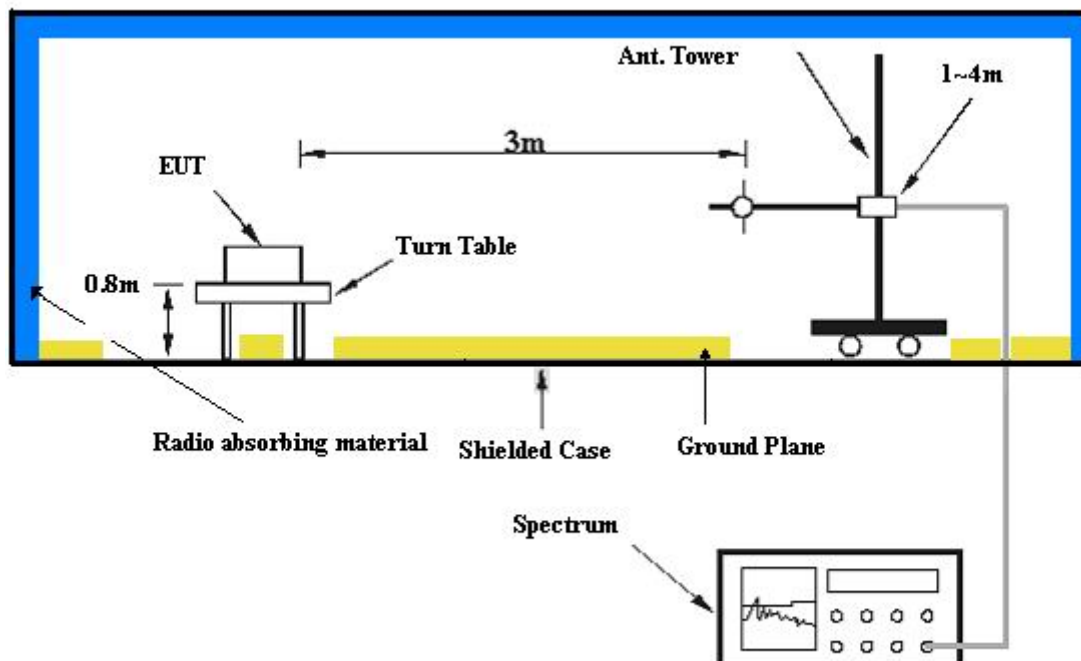 Ant. Tower
1~4m
3m
EUT
Turn Table
0.8m
Radio absorbing material
Shielded Case
Ground Plane
Spectrum